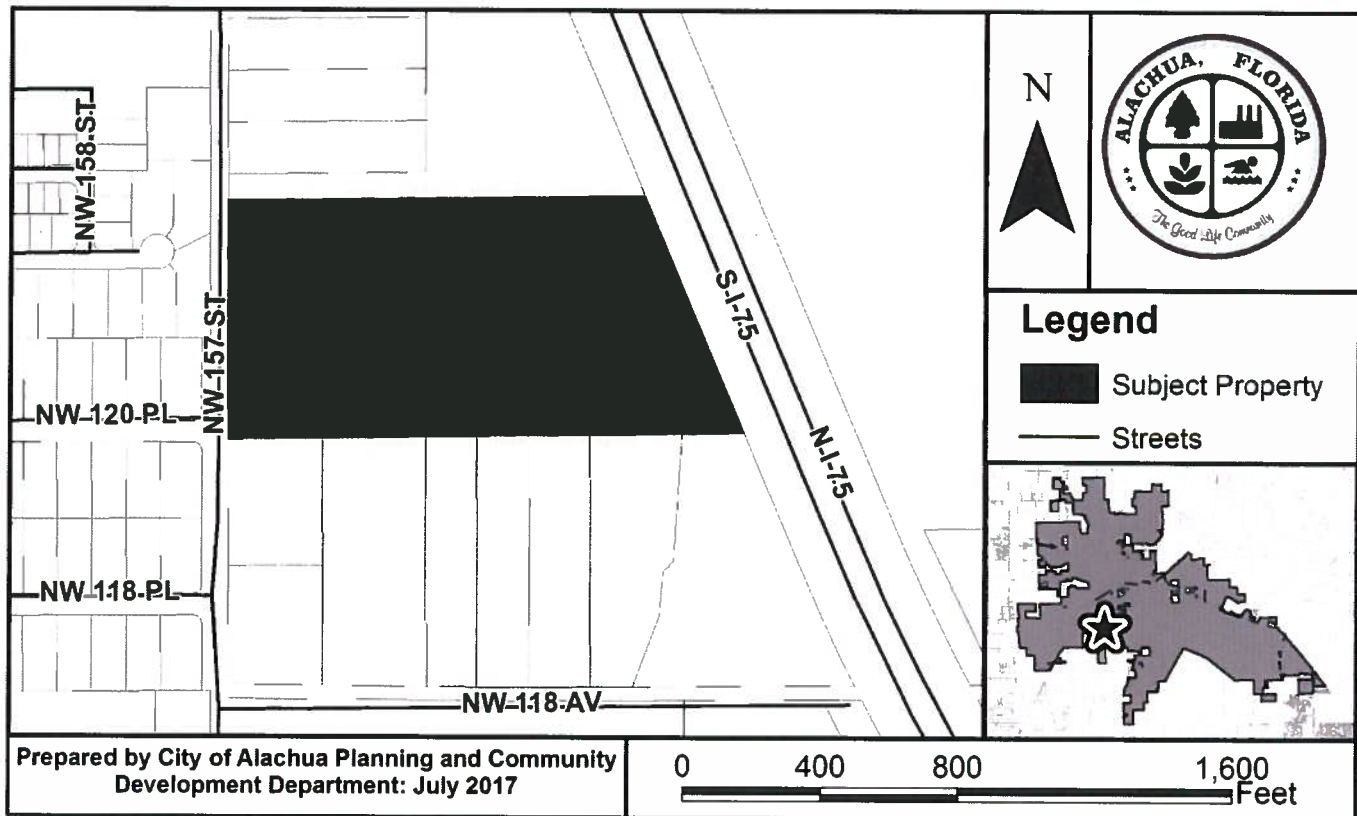 NW 158 ST
NW 157 ST
NW 120 PL
NW 118 PL
NW 118 AV
S I-75
N I-75
N
ALACHUA, FLORIDA
The Good Life Community
Legend
Subject Property
Streets
Prepared by City of Alachua Planning and Community
Development Department: July 2017
0 400 800 1,600
Feet